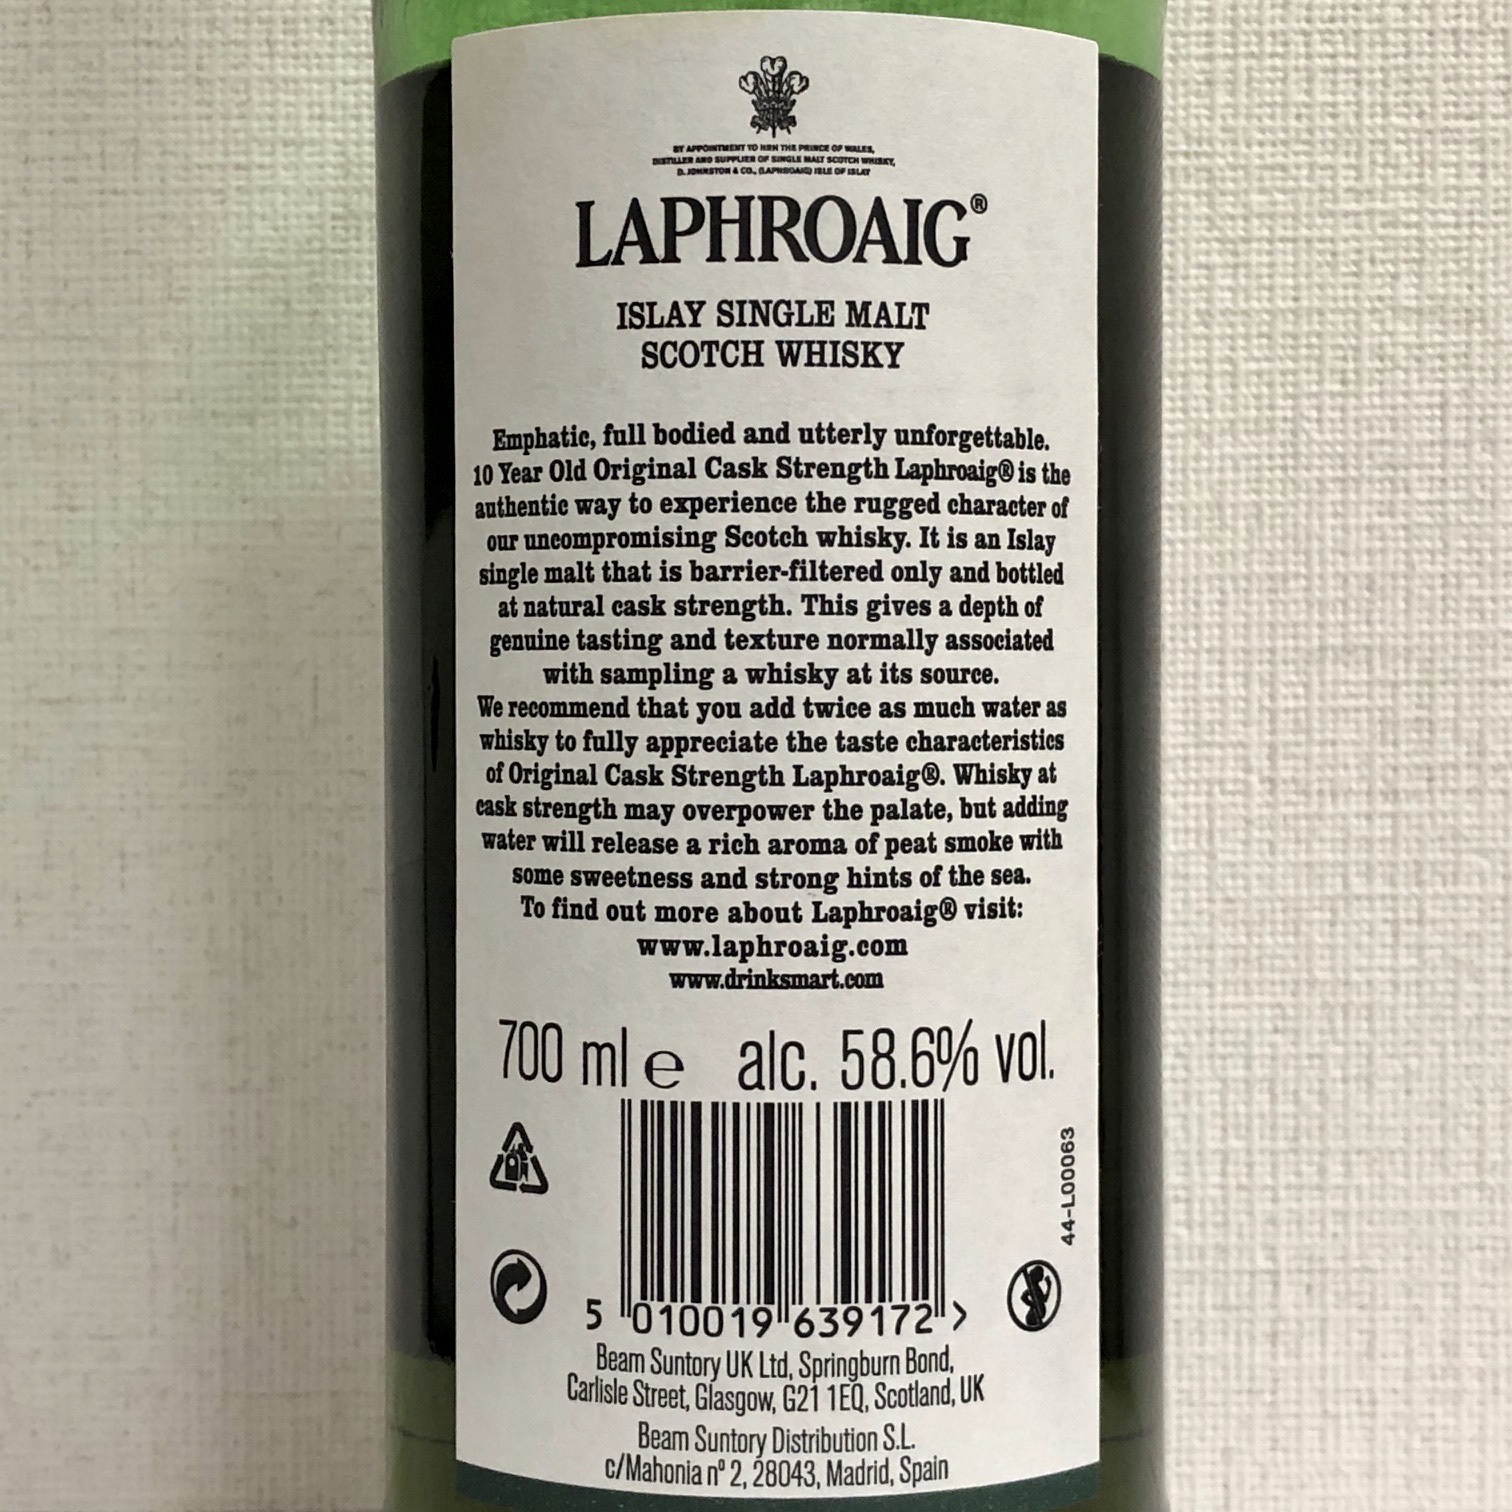 BY APPOINTMENT TO HRH THE PRINCE OF WALES,
DISTILLER AND SUPPLIER OF SINGLE MALT SCOTCH WHISKY,
D. JOHNSTON & CO., (LAPHROAIG) ISLE OF ISLAY
LAPHROAIG®
ISLAY SINGLE MALT
SCOTCH WHISKY
Emphatic, full bodied and utterly unforgettable.
10 Year Old Original Cask Strength Laphroaig® is the
authentic way to experience the rugged character of
our uncompromising Scotch whisky. It is an Islay
single malt that is barrier-filtered only and bottled
at natural cask strength. This gives a depth of
genuine tasting and texture normally associated
with sampling a whisky at its source.
We recommend that you add twice as much water as
whisky to fully appreciate the taste characteristics
of Original Cask Strength Laphroaig®. Whisky at
cask strength may overpower the palate, but adding
water will release a rich aroma of peat smoke with
some sweetness and strong hints of the sea.
To find out more about Laphroaig® visit:
www.laphroaig.com
www.drinksmart.com
700 ml e alc. 58.6% vol.
44-L00063
5 010019 639172 >
Beam Suntory UK Ltd, Springburn Bond,
Carlisle Street, Glasgow, G21 1EQ, Scotland, UK
Beam Suntory Distribution S.L.
c/Mahonia nº 2, 28043, Madrid, Spain